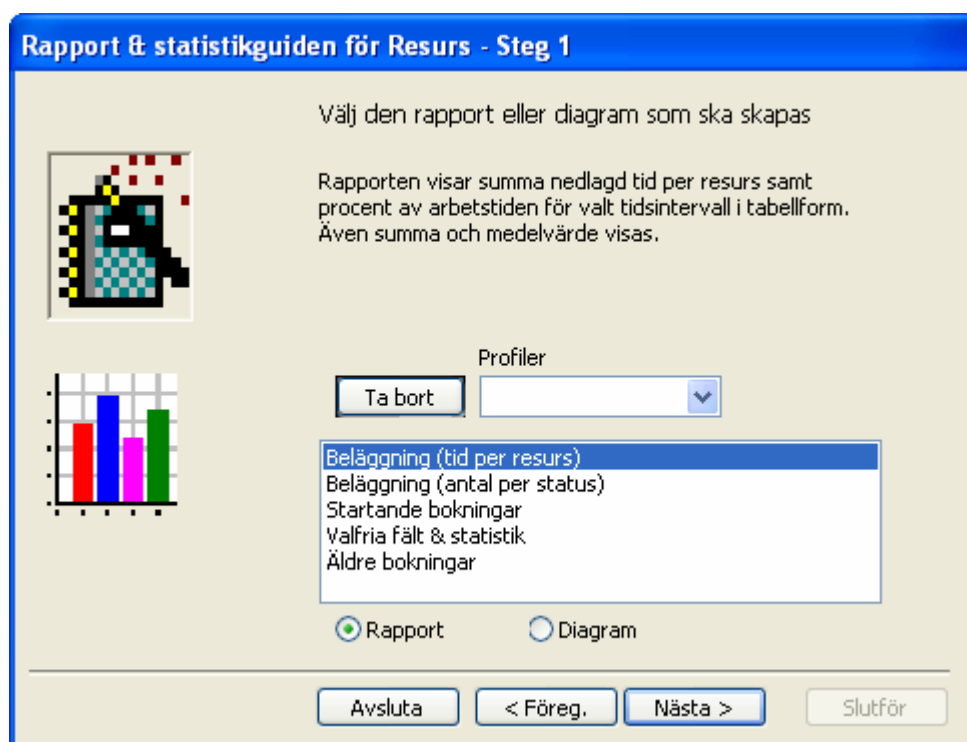 Rapport & statistikguiden för Resurs - Steg 1
Välj den rapport eller diagram som ska skapas
Rapporten visar summa nedlagd tid per resurs samt
procent av arbetstiden för valt tidsintervall i tabellform.
Även summa och medelvärde visas.
Profiler
Ta bort
Beläggning (tid per resurs)
Beläggning (antal per status)
Startande bokningar
Valfria fält & statistik
Äldre bokningar
Rapport
Diagram
Avsluta
< Föreg.
Nästa >
Slutför